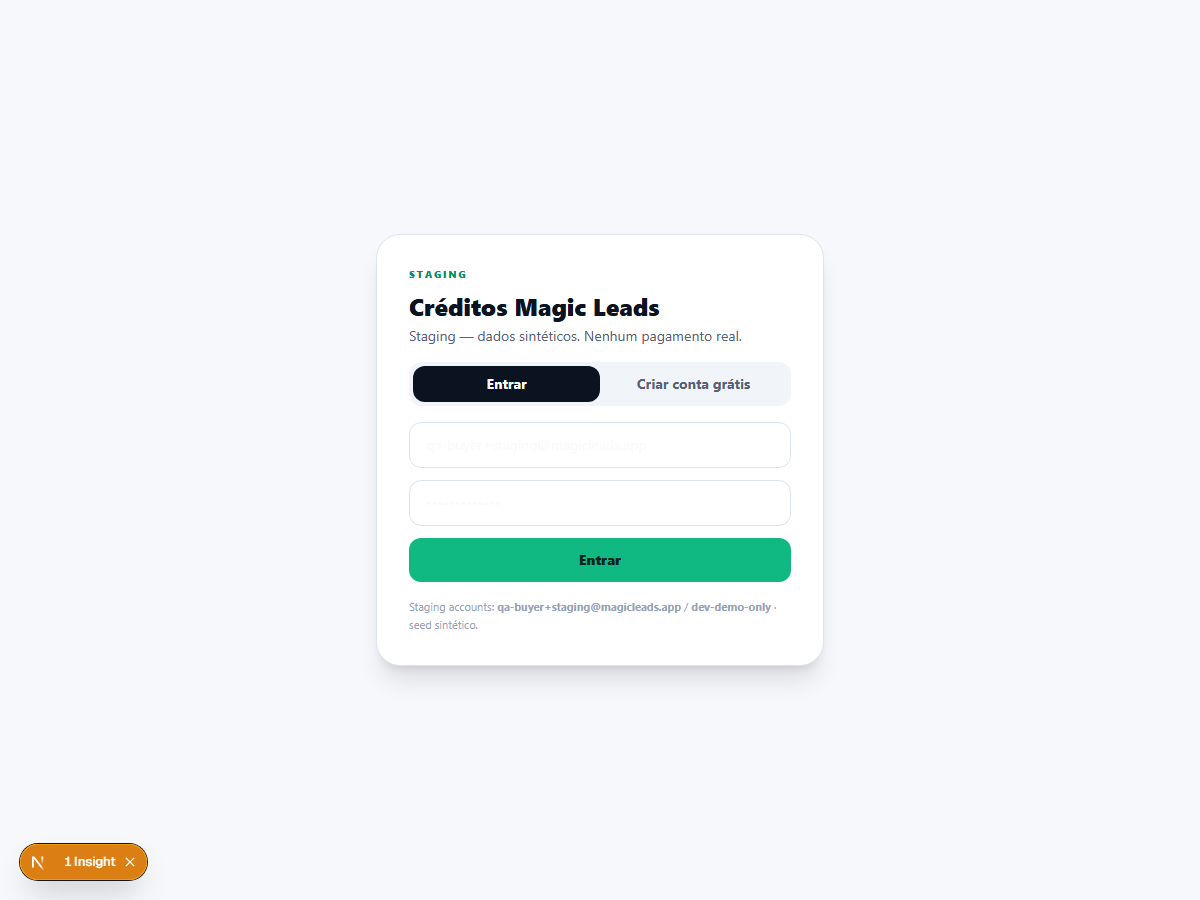 STAGING
Créditos Magic Leads
Staging — dados sintéticos. Nenhum pagamento real.
Entrar
Criar conta grátis
qa-buyer+staging@magicleads.app
Entrar
Staging accounts: qa-buyer+staging@magicleads.app / dev-demo-only ·
seed sintético.
1 Insight